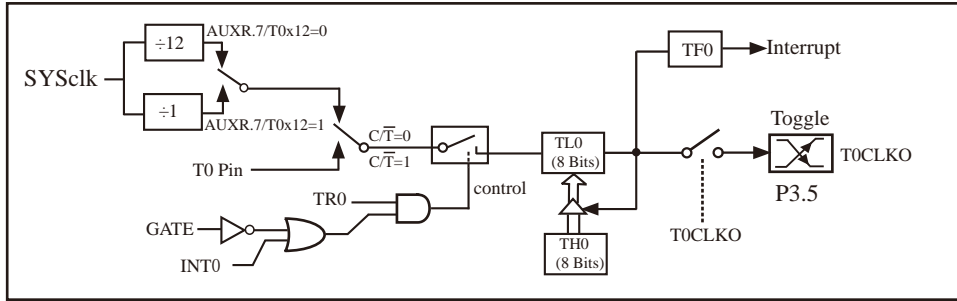 AUXR.7/T0x12=0
÷12
SYSclk
÷1
AUXR.7/T0x12=1
T0 Pin
C/T̅=0
C/T̅=1
control
TR0
GATE
INT0
TL0
(8 Bits)
TH0
(8 Bits)
TF0
Interrupt
Toggle
T0CLKO
P3.5
T0CLKO